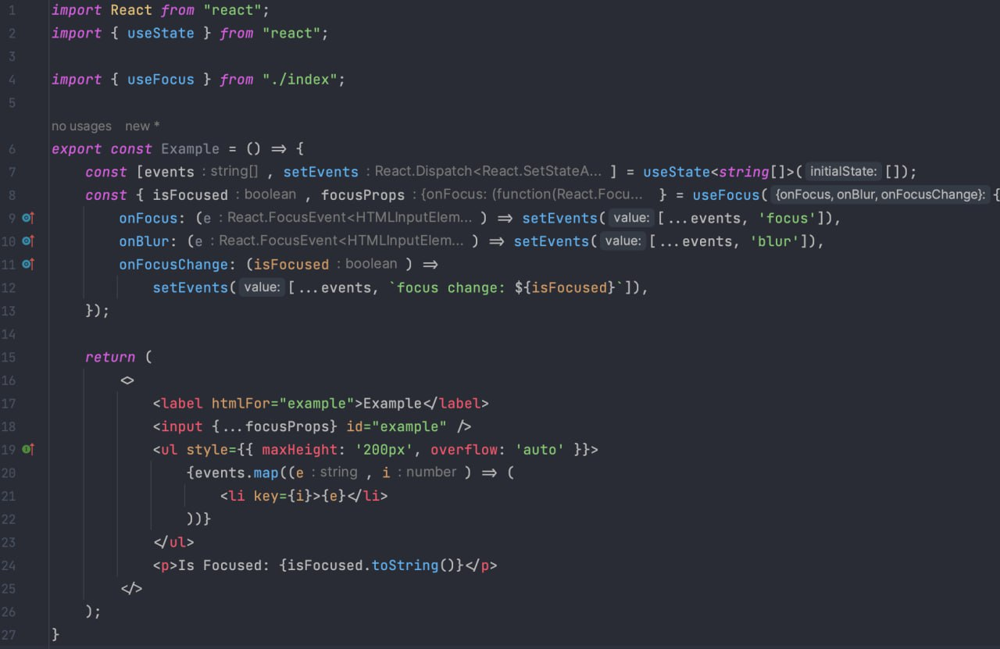 1 import React from "react";
2 import { useState } from "react";
3
4 import { useFocus } from "./index";
5
no usages new *
6 export const Example = () => {
7 const [events : string[] , setEvents : React.Dispatch<React.SetStateA... ] = useState<string[]>( initialState: []);
8 const { isFocused : boolean , focusProps : {onFocus: (function(React.Focu... } = useFocus( {onFocus, onBlur, onFocusChange}: {
9 onFocus: (e : React.FocusEvent<HTMLInputElem... ) => setEvents( value: [...events, 'focus']),
10 onBlur: (e : React.FocusEvent<HTMLInputElem... ) => setEvents( value: [...events, 'blur']),
11 onFocusChange: (isFocused : boolean ) =>
12 setEvents( value: [...events, `focus change: ${isFocused}`]),
13 });
14
15 return (
16 <>
17 <label htmlFor="example">Example</label>
18 <input {...focusProps} id="example" />
19 <ul style={{ maxHeight: '200px', overflow: 'auto' }}>
20 {events.map((e : string , i : number ) => (
21 <li key={i}>{e}</li>
22 ))}
23 </ul>
24 <p>Is Focused: {isFocused.toString()}</p>
25 </>
26 );
27 }